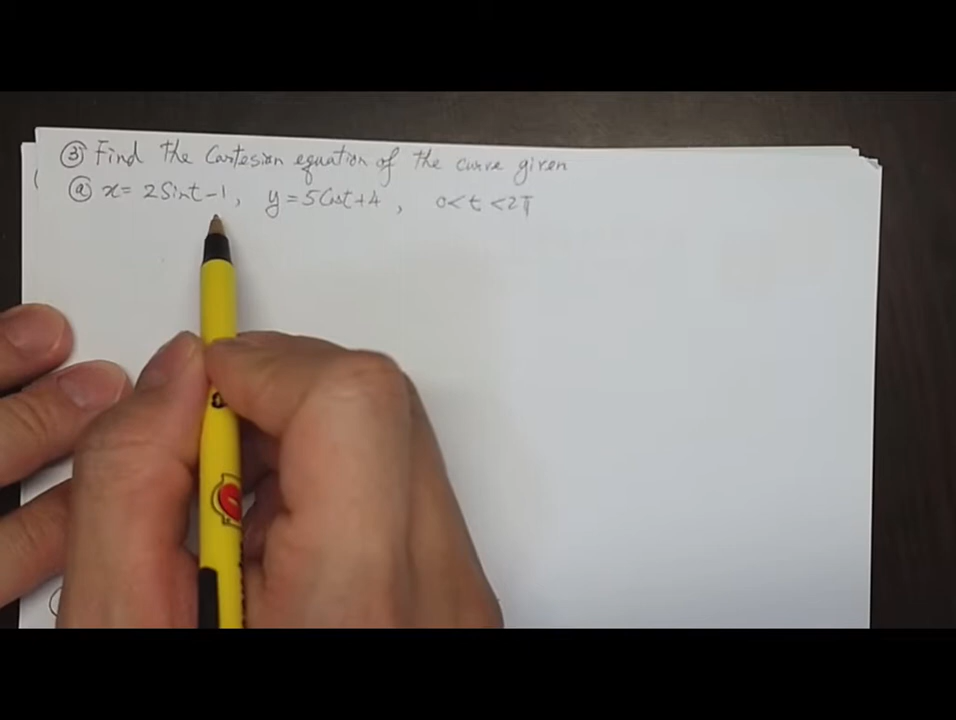 ③ Find the Cartesian equation of the curve given
ⓐ x= 2Sint-1, y=5Cost+4, 0<t<2π